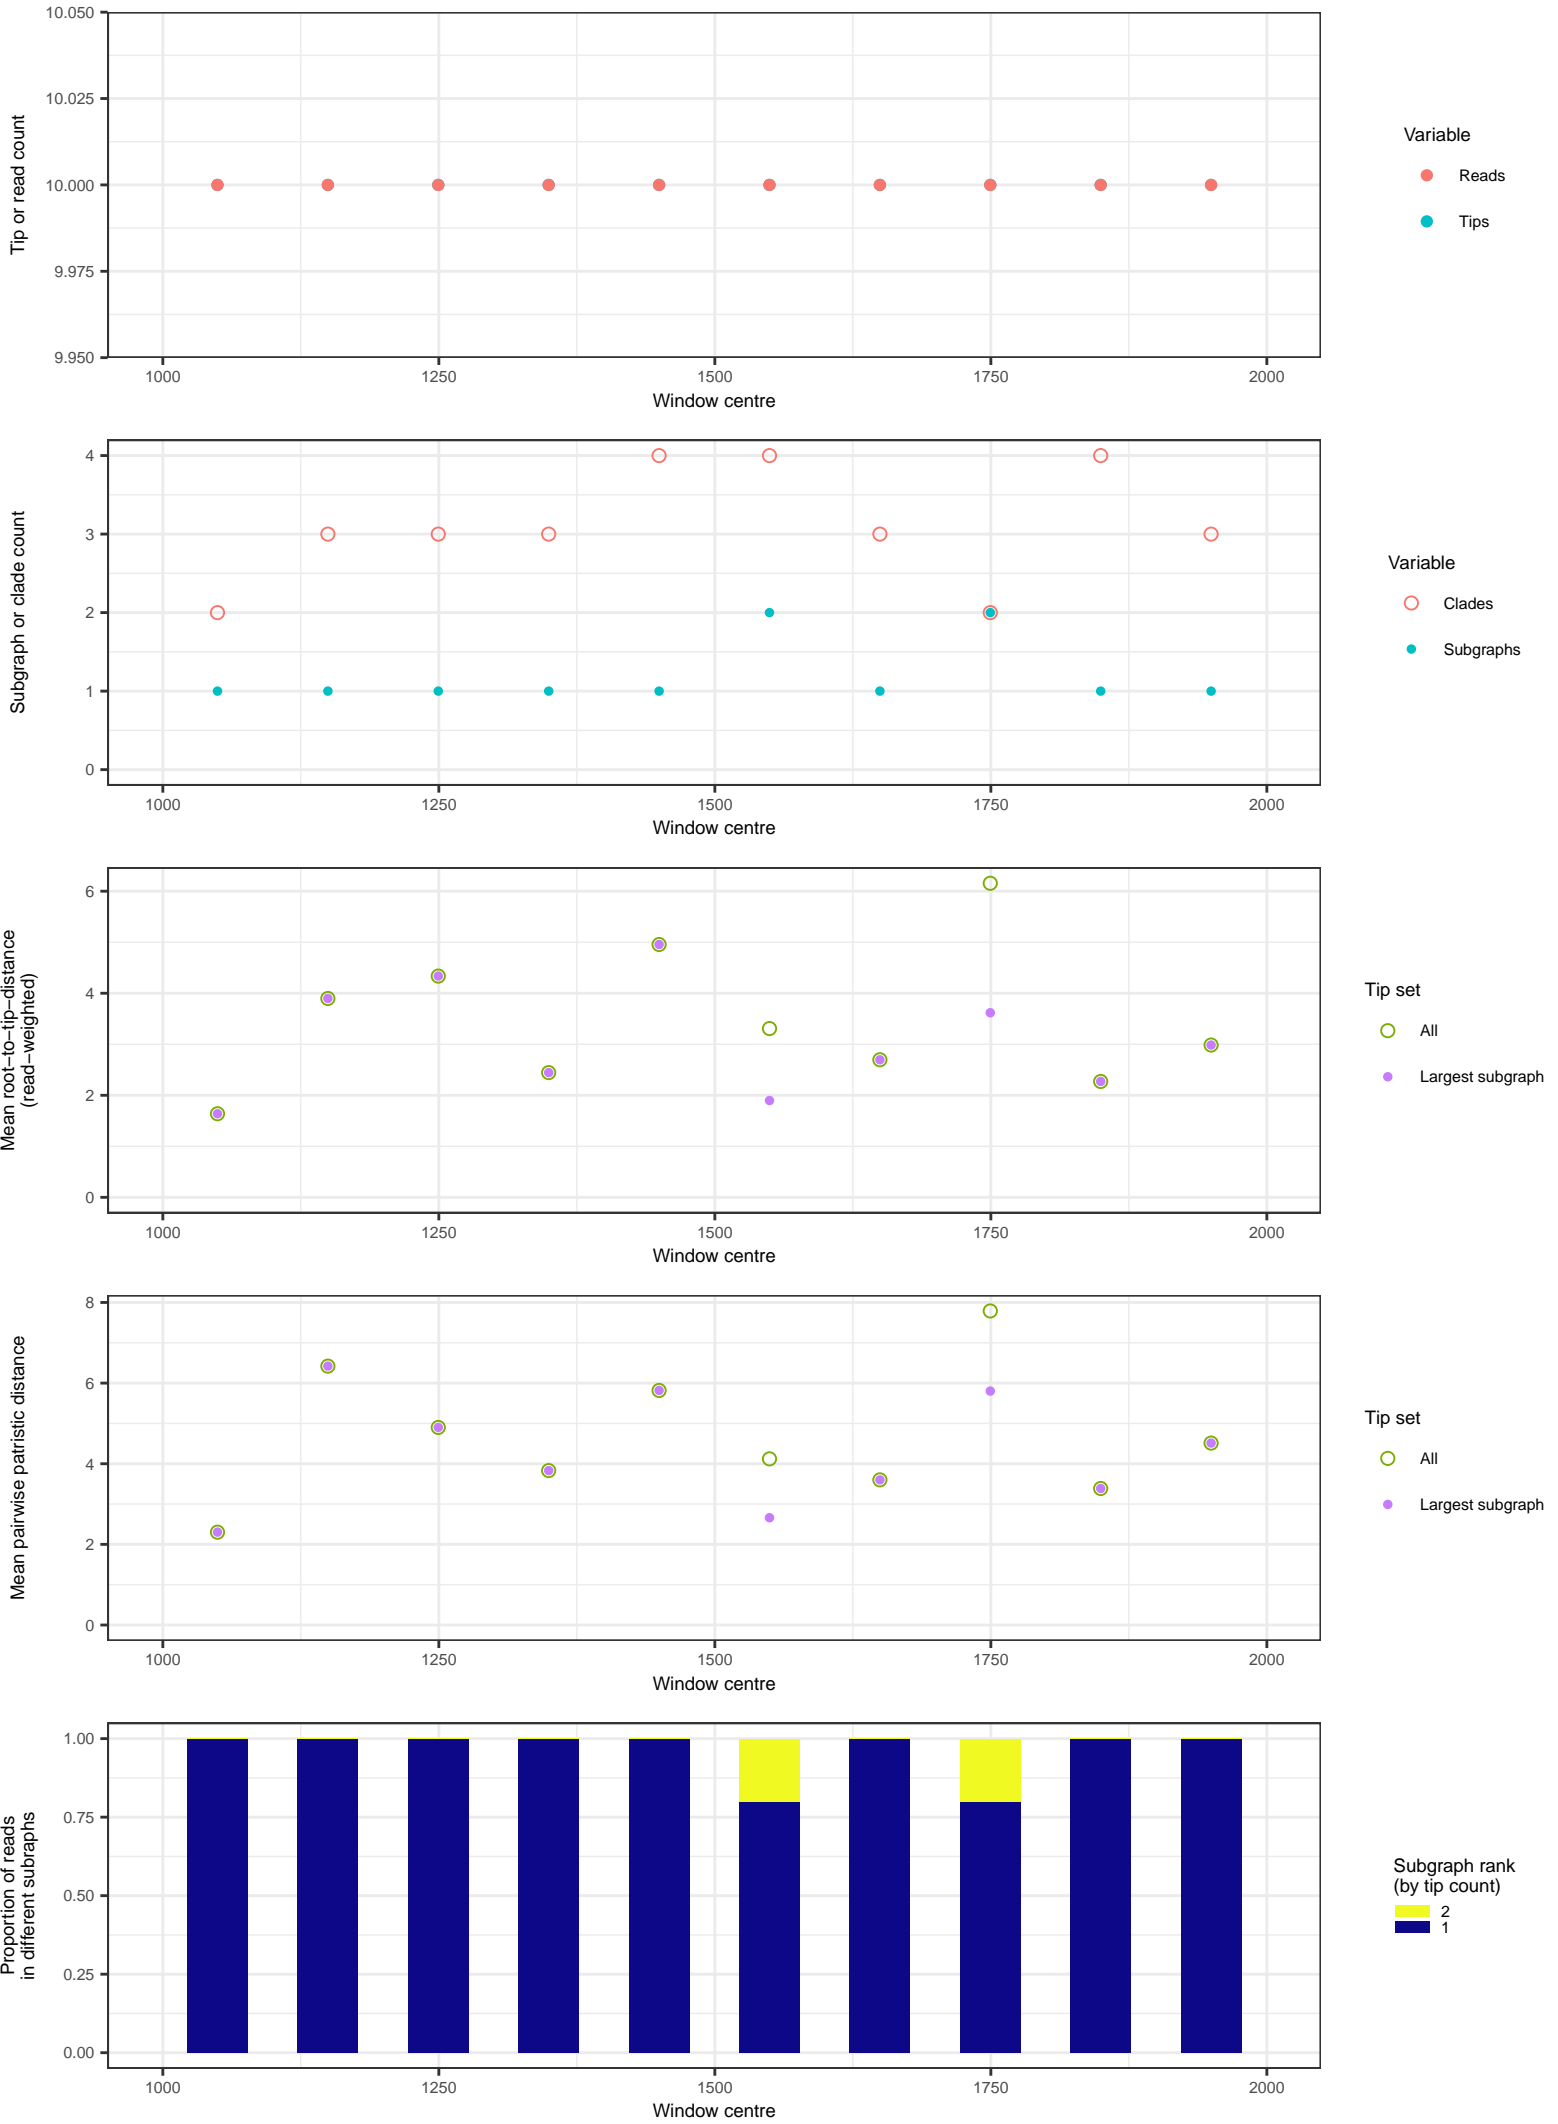 10.050
10.025
10.000
9.975
9.950
Tip or read count
1000 1250 1500 1750 2000
Window centre
Variable
Reads
Tips
4
3
2
1
0
Subgraph or clade count
1000 1250 1500 1750 2000
Window centre
Variable
Clades
Subgraphs
6
4
2
0
Mean root−to−tip−distance
(read−weighted)
1000 1250 1500 1750 2000
Window centre
Tip set
All
Largest subgraph
8
6
4
2
0
Mean pairwise patristic distance
1000 1250 1500 1750 2000
Window centre
Tip set
All
Largest subgraph
1.00
0.75
0.50
0.25
0.00
Proportion of reads
in different subraphs
1000 1250 1500 1750 2000
Window centre
Subgraph rank
(by tip count)
2
1